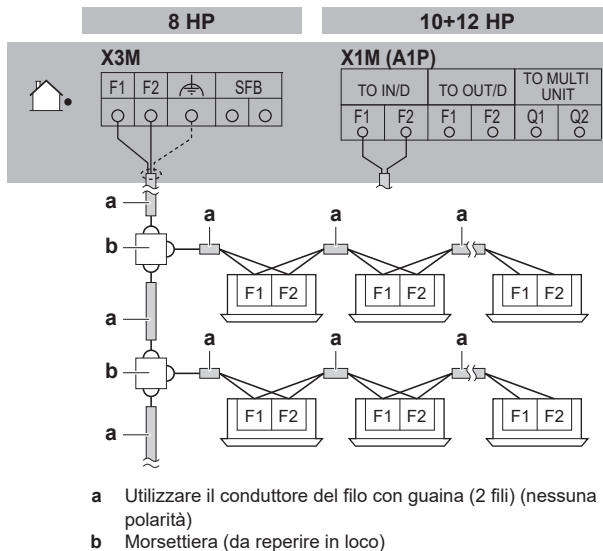 8 HP 10+12 HP
X3M X1M (A1P)
F1 F2 SFB
TO IN/D TO OUT/D TO MULTI UNIT
F1 F2 F1 F2 Q1 Q2
a
b a a a
F1 F2 F1 F2 F1 F2
a
b a a a
F1 F2 F1 F2 F1 F2
a
a Utilizzare il conduttore del filo con guaina (2 fili) (nessuna
polarità)
b Morsettiera (da reperire in loco)